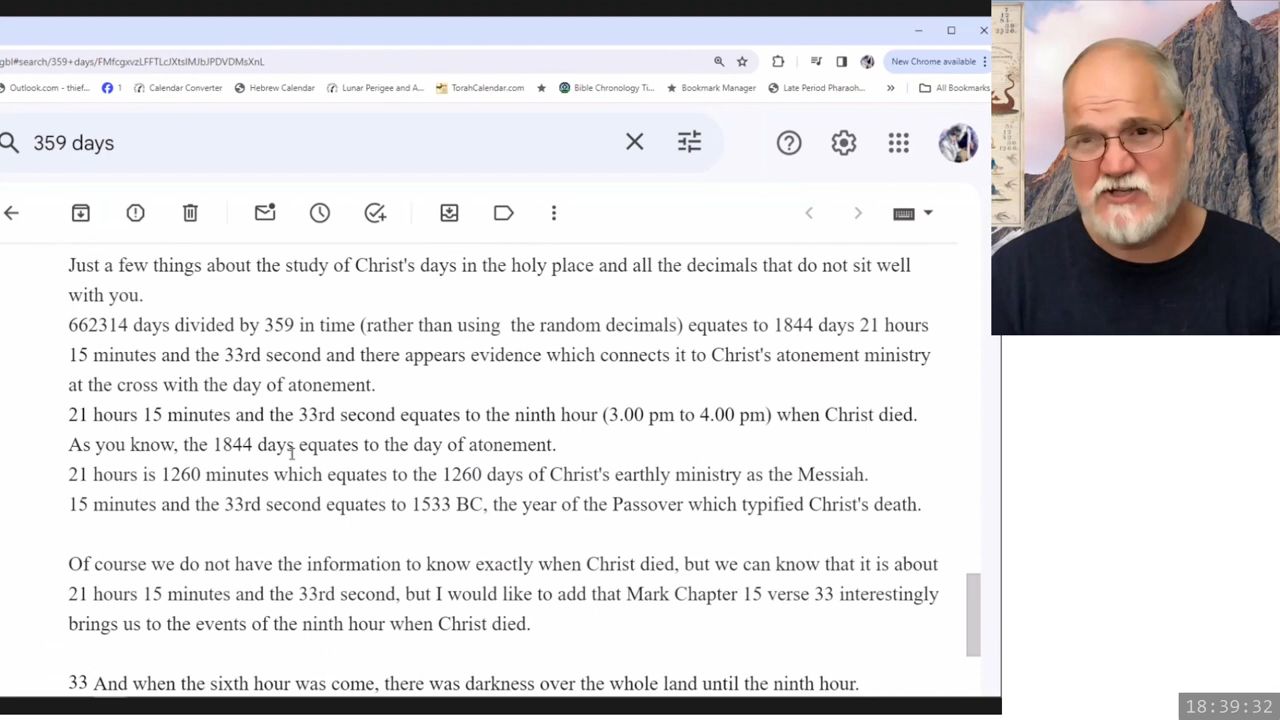 gbl#search/359+days/FMfcgxvzLFFTLcJXtslMJbJPDVDMsXnL
New Chrome available
Outlook.com - thief...
1
Calendar Converter
Hebrew Calendar
Lunar Perigee and A...
TorahCalendar.com
Bible Chronology Ti...
Bookmark Manager
Late Period Pharaoh...
»
All Bookmarks
359 days
Just a few things about the study of Christ's days in the holy place and all the decimals that do not sit well
with you.
662314 days divided by 359 in time (rather than using the random decimals) equates to 1844 days 21 hours
15 minutes and the 33rd second and there appears evidence which connects it to Christ's atonement ministry
at the cross with the day of atonement.
21 hours 15 minutes and the 33rd second equates to the ninth hour (3.00 pm to 4.00 pm) when Christ died.
As you know, the 1844 days equates to the day of atonement.
21 hours is 1260 minutes which equates to the 1260 days of Christ's earthly ministry as the Messiah.
15 minutes and the 33rd second equates to 1533 BC, the year of the Passover which typified Christ's death.
Of course we do not have the information to know exactly when Christ died, but we can know that it is about
21 hours 15 minutes and the 33rd second, but I would like to add that Mark Chapter 15 verse 33 interestingly
brings us to the events of the ninth hour when Christ died.
33 And when the sixth hour was come, there was darkness over the whole land until the ninth hour.
18:39:32